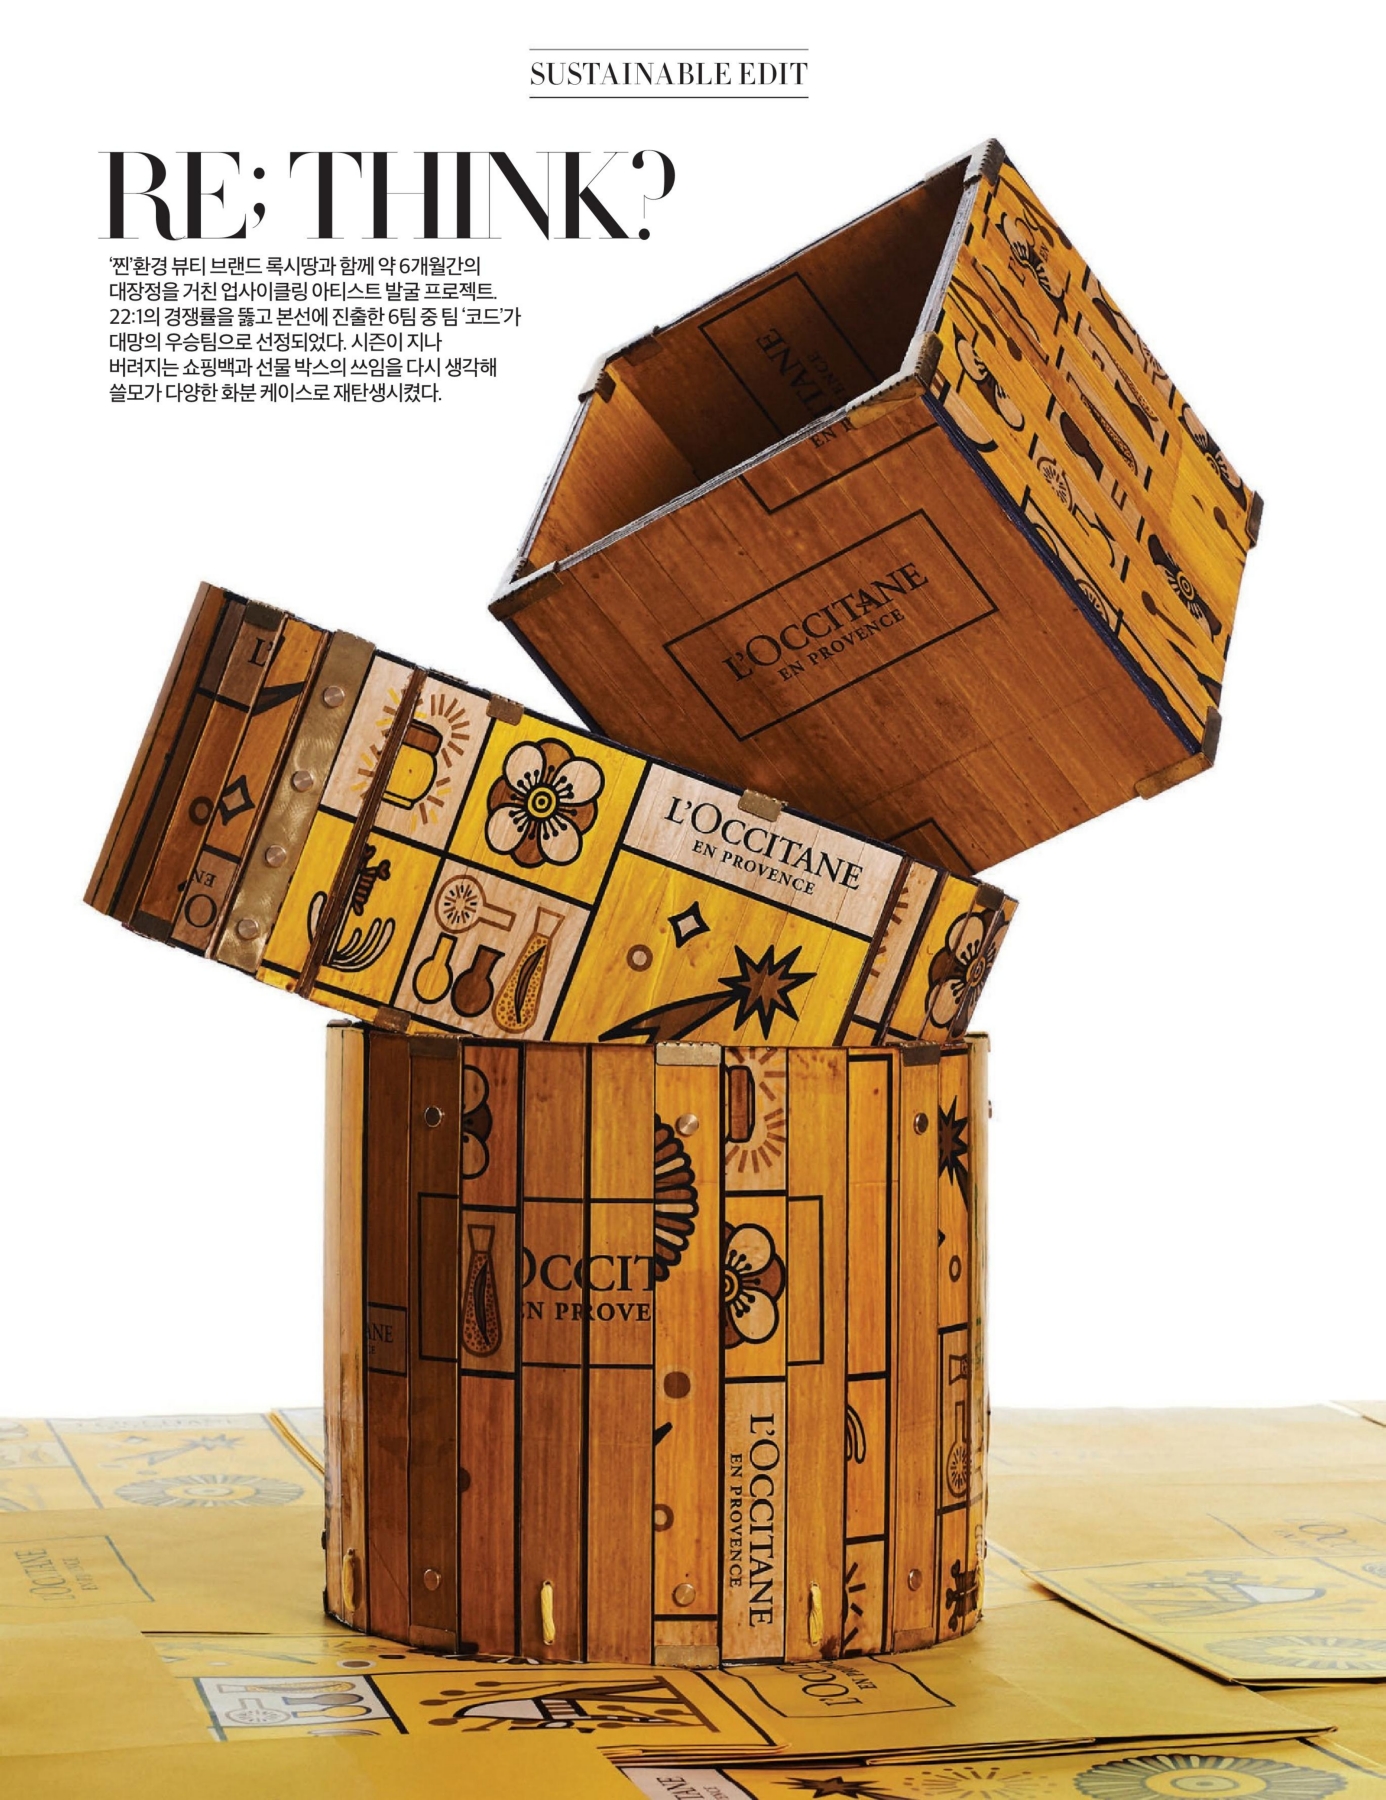 SUSTAINABLE EDIT
RE; THINK?
‘찐’환경 뷰티 브랜드 록시땅과 함께 약 6개월간의
대장정을 거친 업사이클링 아티스트 발굴 프로젝트.
22:1의 경쟁률을 뚫고 본선에 진출한 6팀 중 팀 ‘코드’가
대망의 우승팀으로 선정되었다. 시즌이 지나
버려지는 쇼핑백과 선물 박스의 쓰임을 다시 생각해
쓸모가 다양한 화분 케이스로 재탄생시켰다.
L'OCCITANE
EN PROVENCE
L'OCCITANE
EN PROVENCE
OCCIT
EN PRROVE
L'OCCITANE
EN PROVENCE